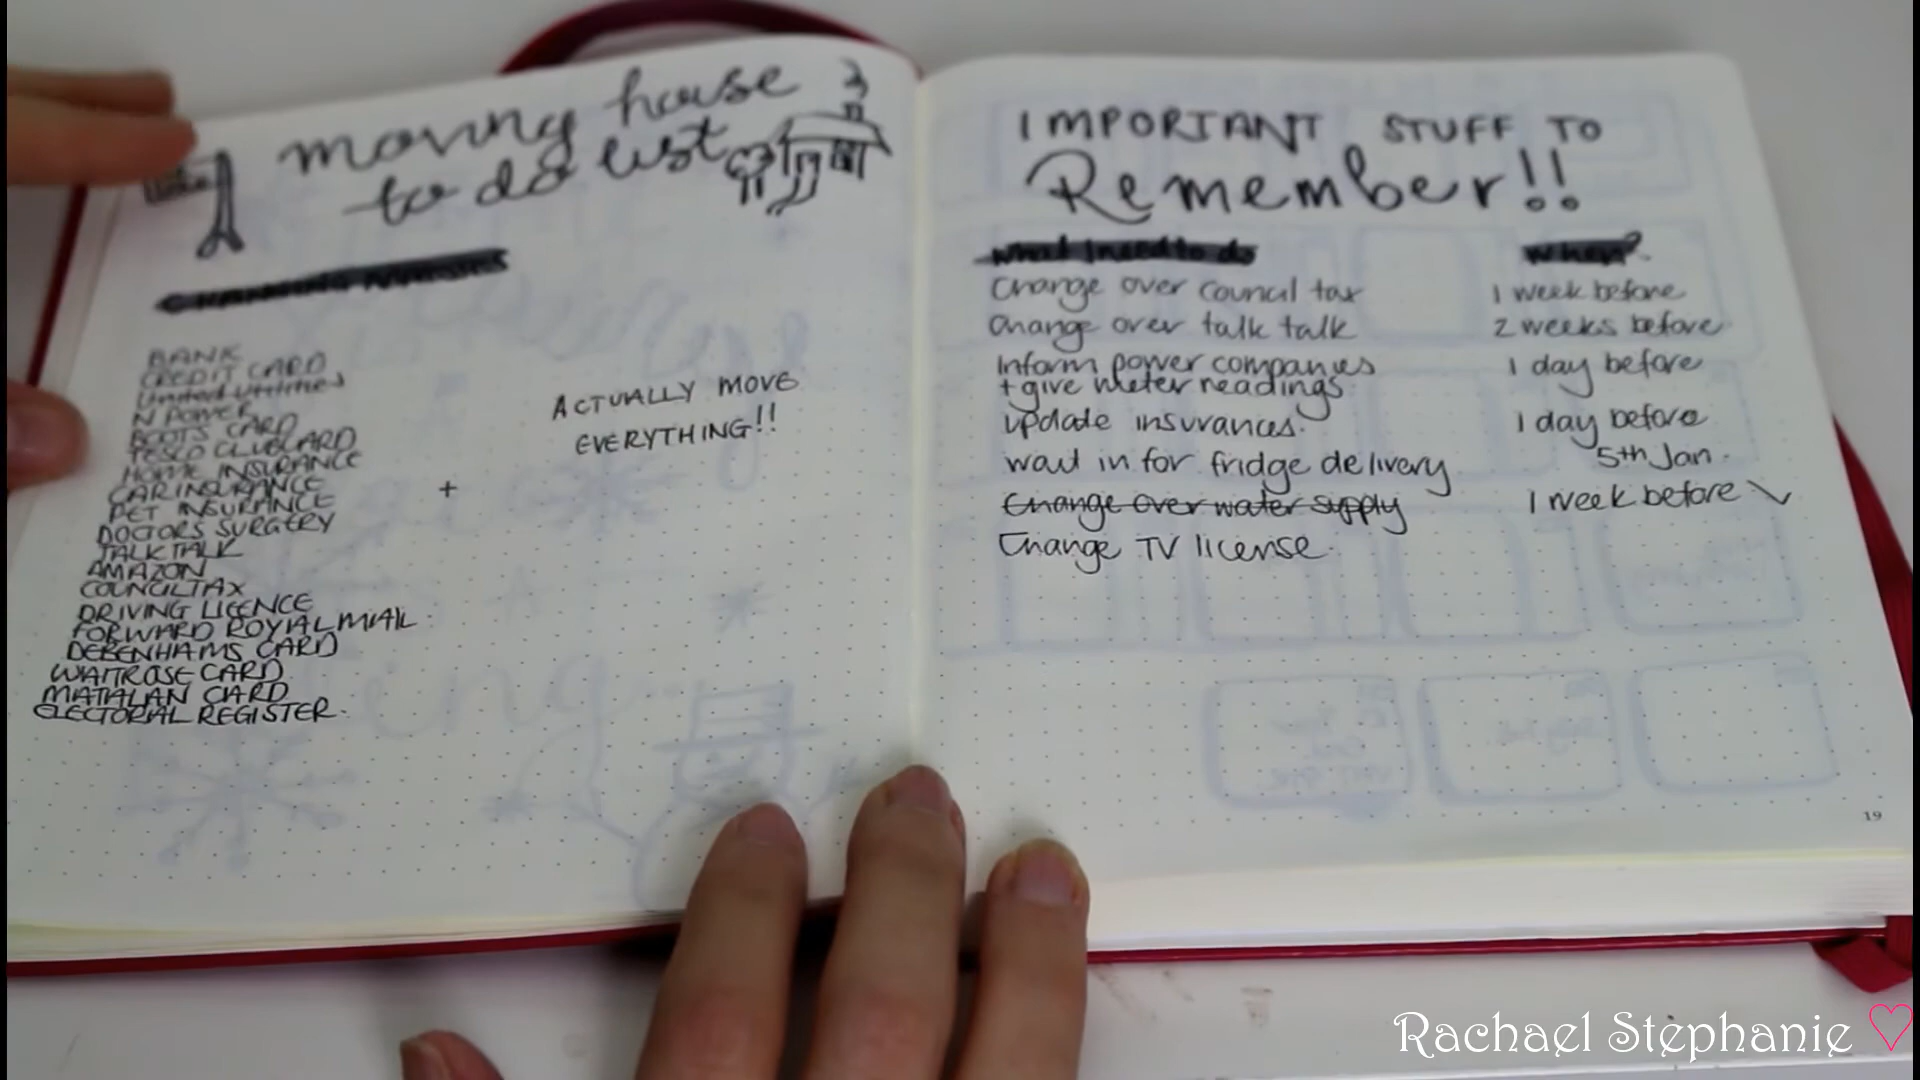 moving house
to do list
BANK
CREDIT CARD
United Utilities
N POWER
BOOTS CARD
TESCO CLUBCARD
HOME INSURANCE
CAR INSURANCE
PET INSURANCE
DOCTORS SURGERY
TALKTALK
AMAZON
COUNCIL TAX
DRIVING LICENCE
FORWARD ROYIAL MIAIL
DEBENHAMS CARD
WAITROSE CARD
MATALAN CARD
ELECTORIAL REGISTER.
+
ACTUALLY MOVE
EVERYTHING!!
IMPORTANT STUFF TO
Remember!!
What I need to do When?
Change over council tax 1 week before
Change over talk talk 2 weeks before
Inform power companies 1 day before
+ give meter readings
update insurances. 1 day before
wait in for fridge delivery 5th Jan.
Change over water supply 1 week before
Change TV license.
19
Rachael Stephanie ♡